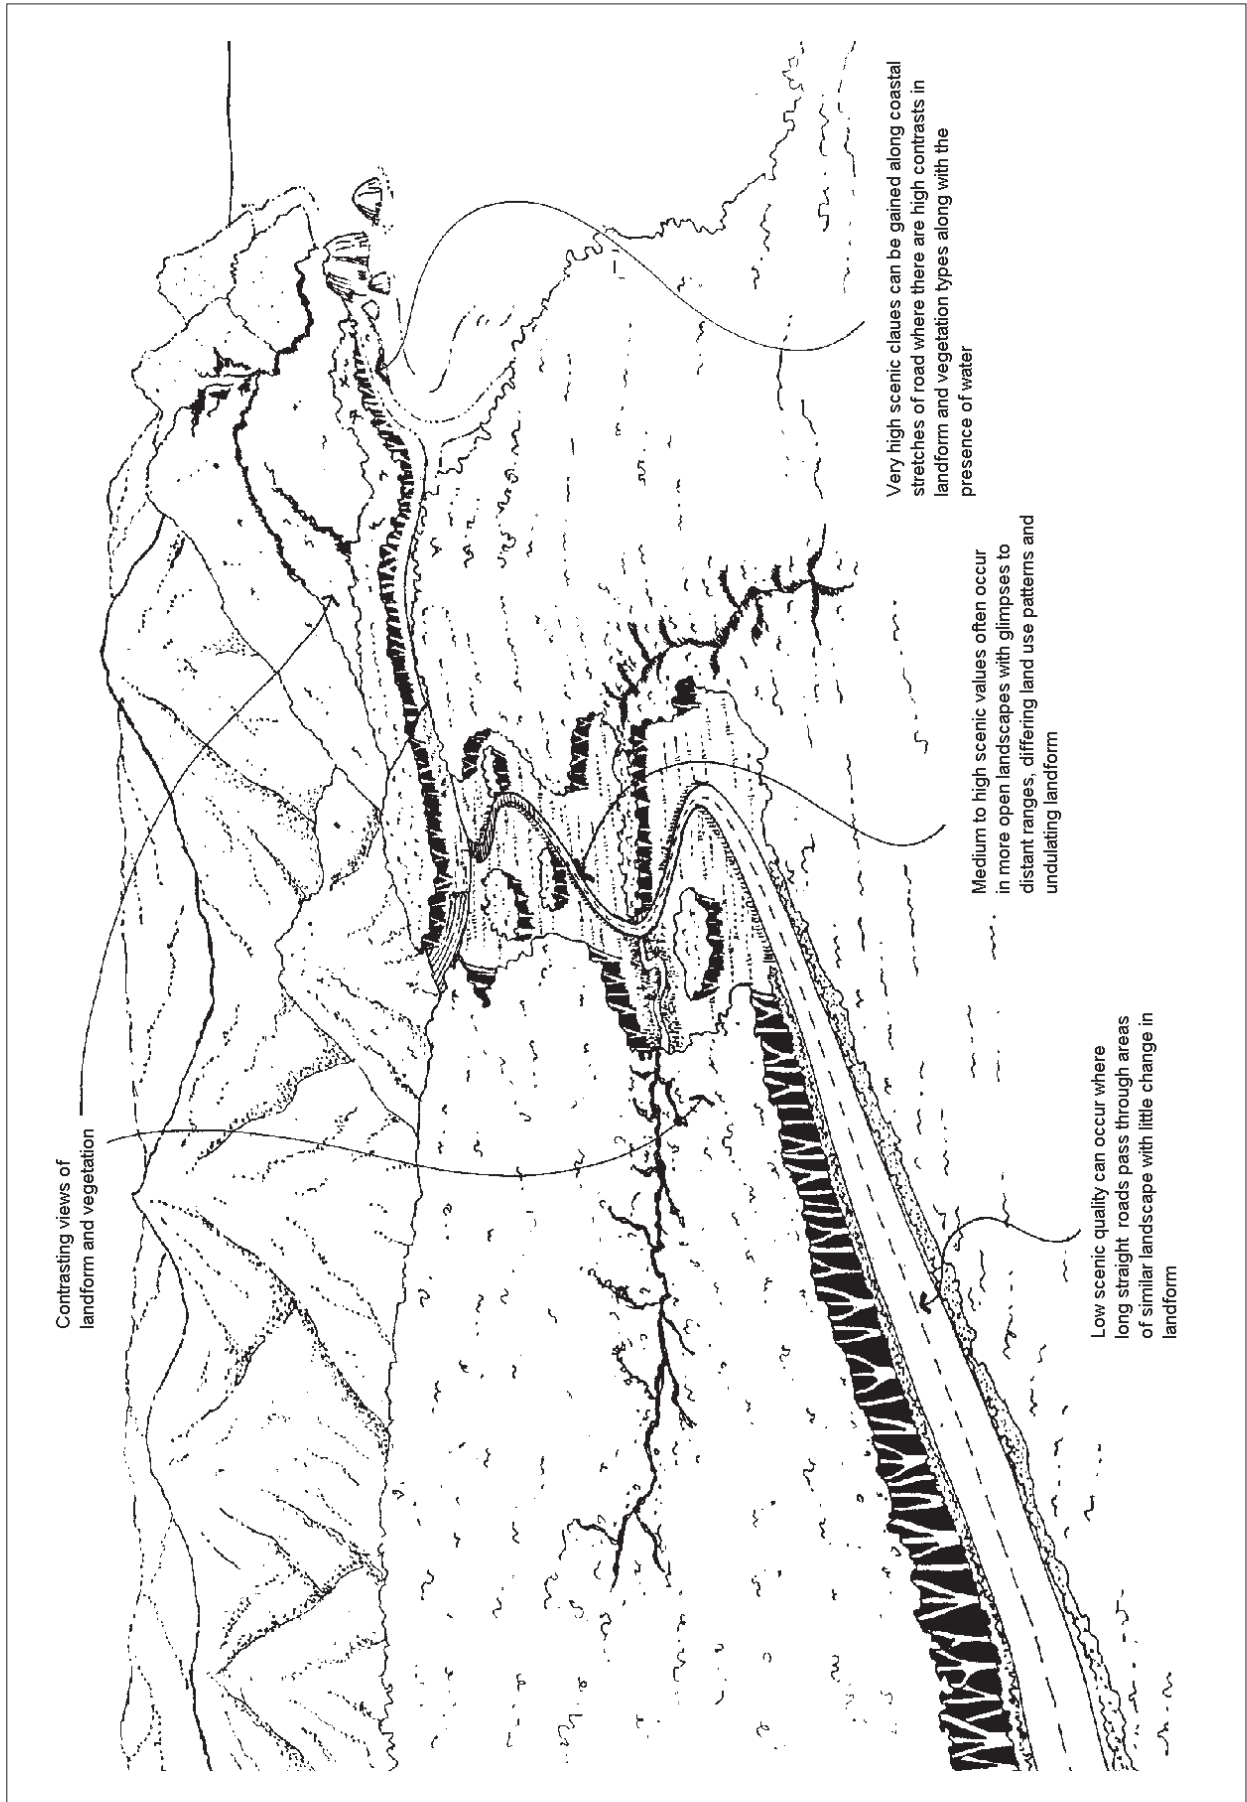 Contrasting views of
landform and vegetation
Low scenic quality can occur where
long straight roads pass through areas
of similar landscape with little change in
landform
Medium to high scenic values often occur
in more open landscapes with glimpses to
distant ranges, differing land use patterns and
undulating landform
Very high scenic claues can be gained along coastal
stretches of road where there are high contrasts in
landform and vegetation types along with the
presence of water